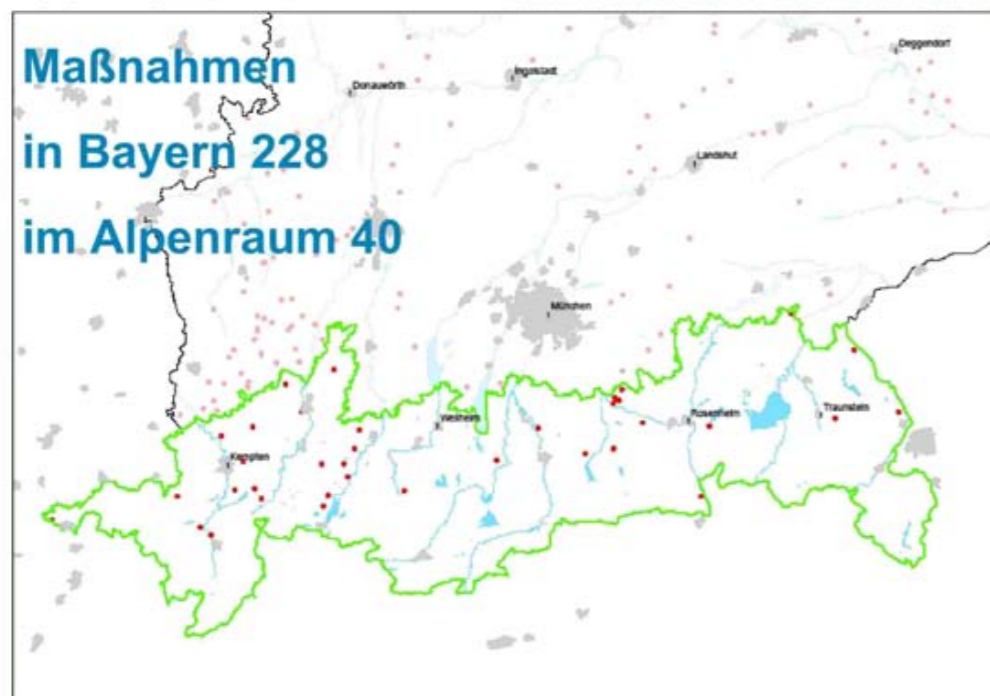 Maßnahmen
in Bayern 228
im Alpenraum 40
Deggendorf
Ingolstadt
Donauwörth
Landshut
München
Weilheim
Rosenheim
Traunstein
Kempten